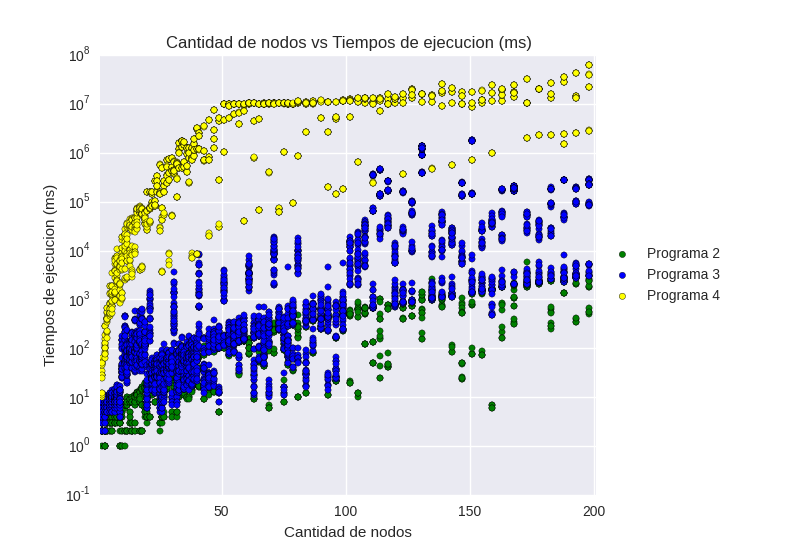 Cantidad de nodos vs Tiempos de ejecucion (ms)
10^8
10^7
10^6
10^5
10^4
10^3
10^2
10^1
10^0
10^-1
Tiempos de ejecucion (ms)
50
100
150
200
Cantidad de nodos
Programa 2
Programa 3
Programa 4